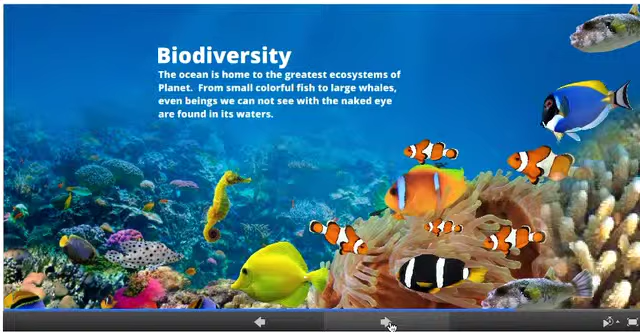 Biodiversity
The ocean is home to the greatest ecosystems of
Planet. From small colorful fish to large whales,
even beings we can not see with the naked eye
are found in its waters.